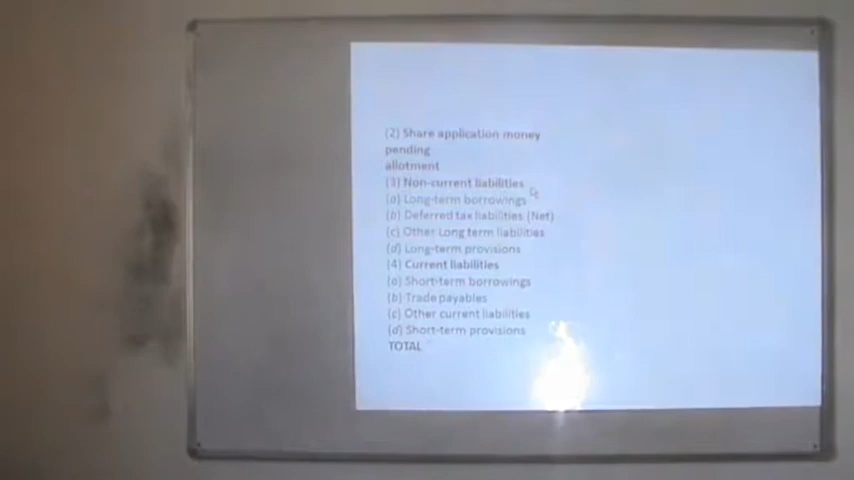 (2) Share application money
pending
allotment
(3) Non-current liabilities
(a) Long-term borrowings
(b) Deferred tax liabilities (Net)
(c) Other Long term liabilities
(d) Long-term provisions
(4) Current liabilities
(a) Short-term borrowings
(b) Trade payables
(c) Other current liabilities
(d) Short-term provisions
TOTAL